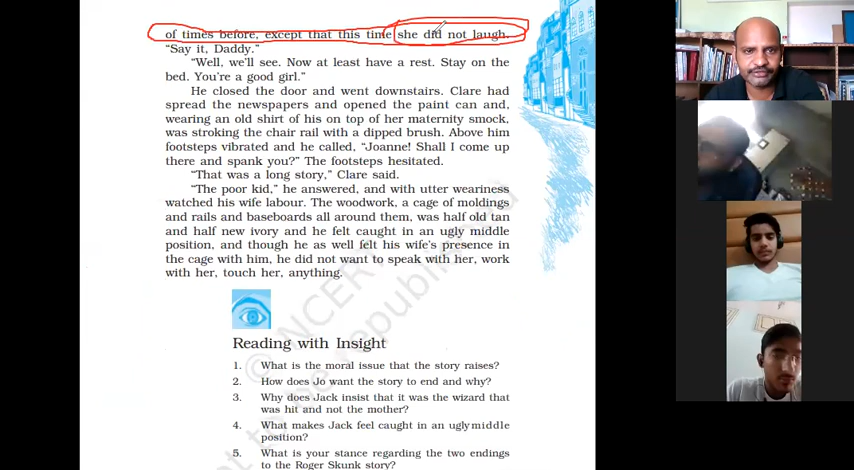 of times before, except that this time she did not laugh.
“Say it, Daddy.”
“Well, we'll see. Now at least have a rest. Stay on the
bed. You're a good girl.”
He closed the door and went downstairs. Clare had
spread the newspapers and opened the paint can and,
wearing an old shirt of his on top of her maternity smock,
was stroking the chair rail with a dipped brush. Above him
footsteps vibrated and he called, “Joanne! Shall I come up
there and spank you?” The footsteps hesitated.
“That was a long story,” Clare said.
“The poor kid,” he answered, and with utter weariness
watched his wife labour. The woodwork, a cage of moldings
and rails and baseboards all around them, was half old tan
and half new ivory and he felt caught in an ugly middle
position, and though he as well felt his wife's presence in
the cage with him, he did not want to speak with her, work
with her, touch her, anything.
Reading with Insight
1. What is the moral issue that the story raises?
2. How does Jo want the story to end and why?
3. Why does Jack insist that it was the wizard that
was hit and not the mother?
4. What makes Jack feel caught in an ugly middle
position?
5. What is your stance regarding the two endings
to the Roger Skunk story?
© NCERT